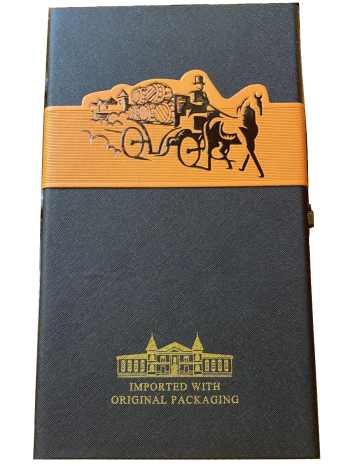 IMPORTED WITH
ORIGINAL PACKAGING